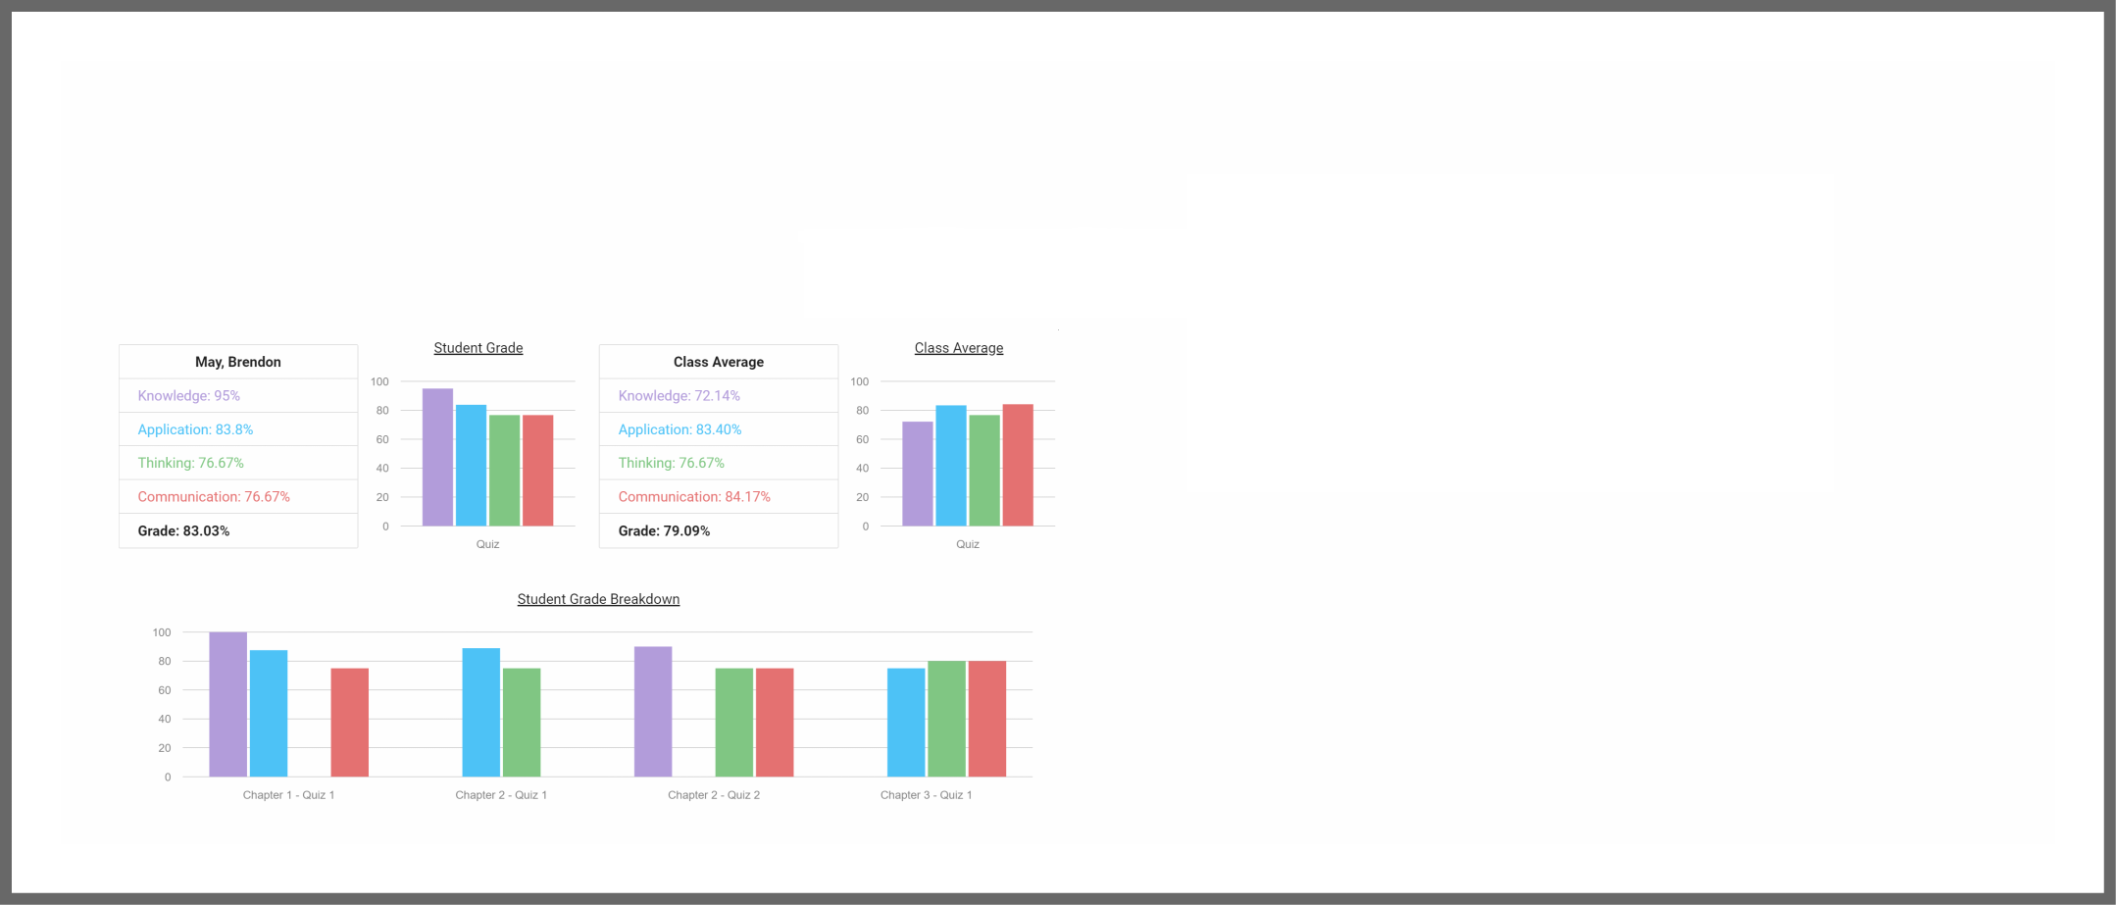 May, Brendon
Knowledge: 95%
Application: 83.8%
Thinking: 76.67%
Communication: 76.67%
Grade: 83.03%
Student Grade
100
80
60
40
20
0
Quiz
Class Average
Knowledge: 72.14%
Application: 83.40%
Thinking: 76.67%
Communication: 84.17%
Grade: 79.09%
Class Average
100
80
60
40
20
0
Quiz
Student Grade Breakdown
100
80
60
40
20
0
Chapter 1 - Quiz 1
Chapter 2 - Quiz 1
Chapter 2 - Quiz 2
Chapter 3 - Quiz 1